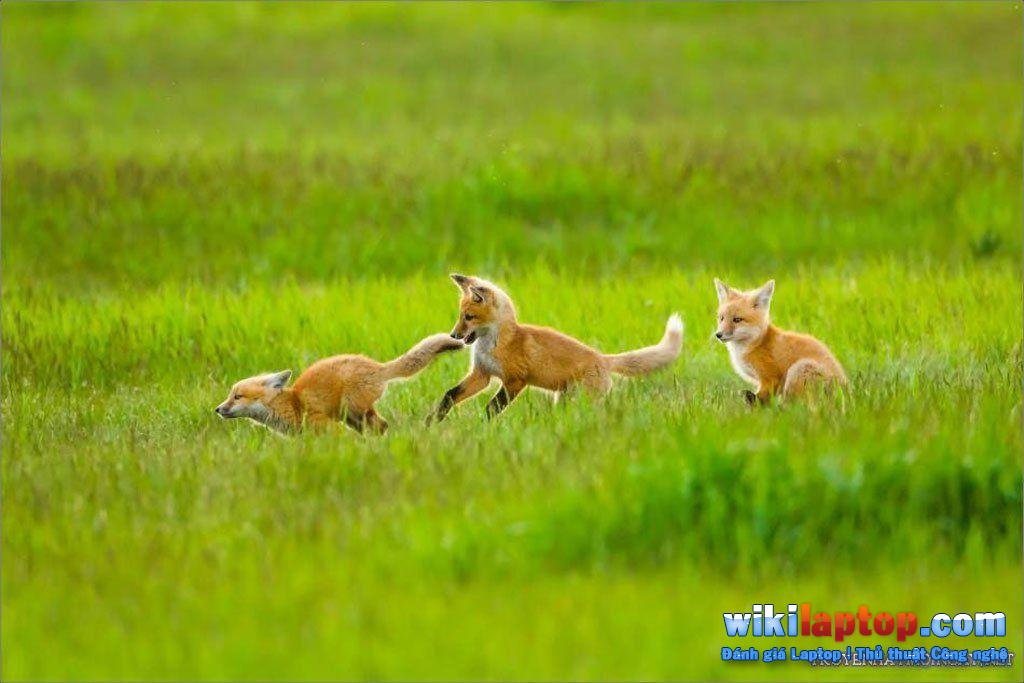 wikilaptop.com
Đánh giá Laptop | Thủ thuật Công nghệ